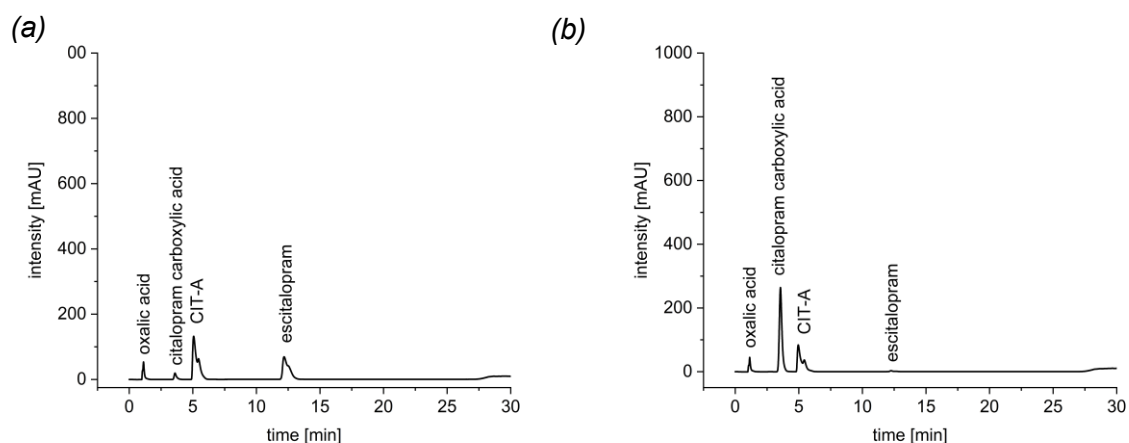 (a)
00
800
600
400
200
0
intensity [mAU]
oxalic acid
citalopram carboxylic acid
CIT-A
escitalopram
0 5 10 15 20 25 30
time [min]
(b)
1000
800
600
400
200
0
intensity [mAU]
oxalic acid
citalopram carboxylic acid
CIT-A
escitalopram
0 5 10 15 20 25 30
time [min]